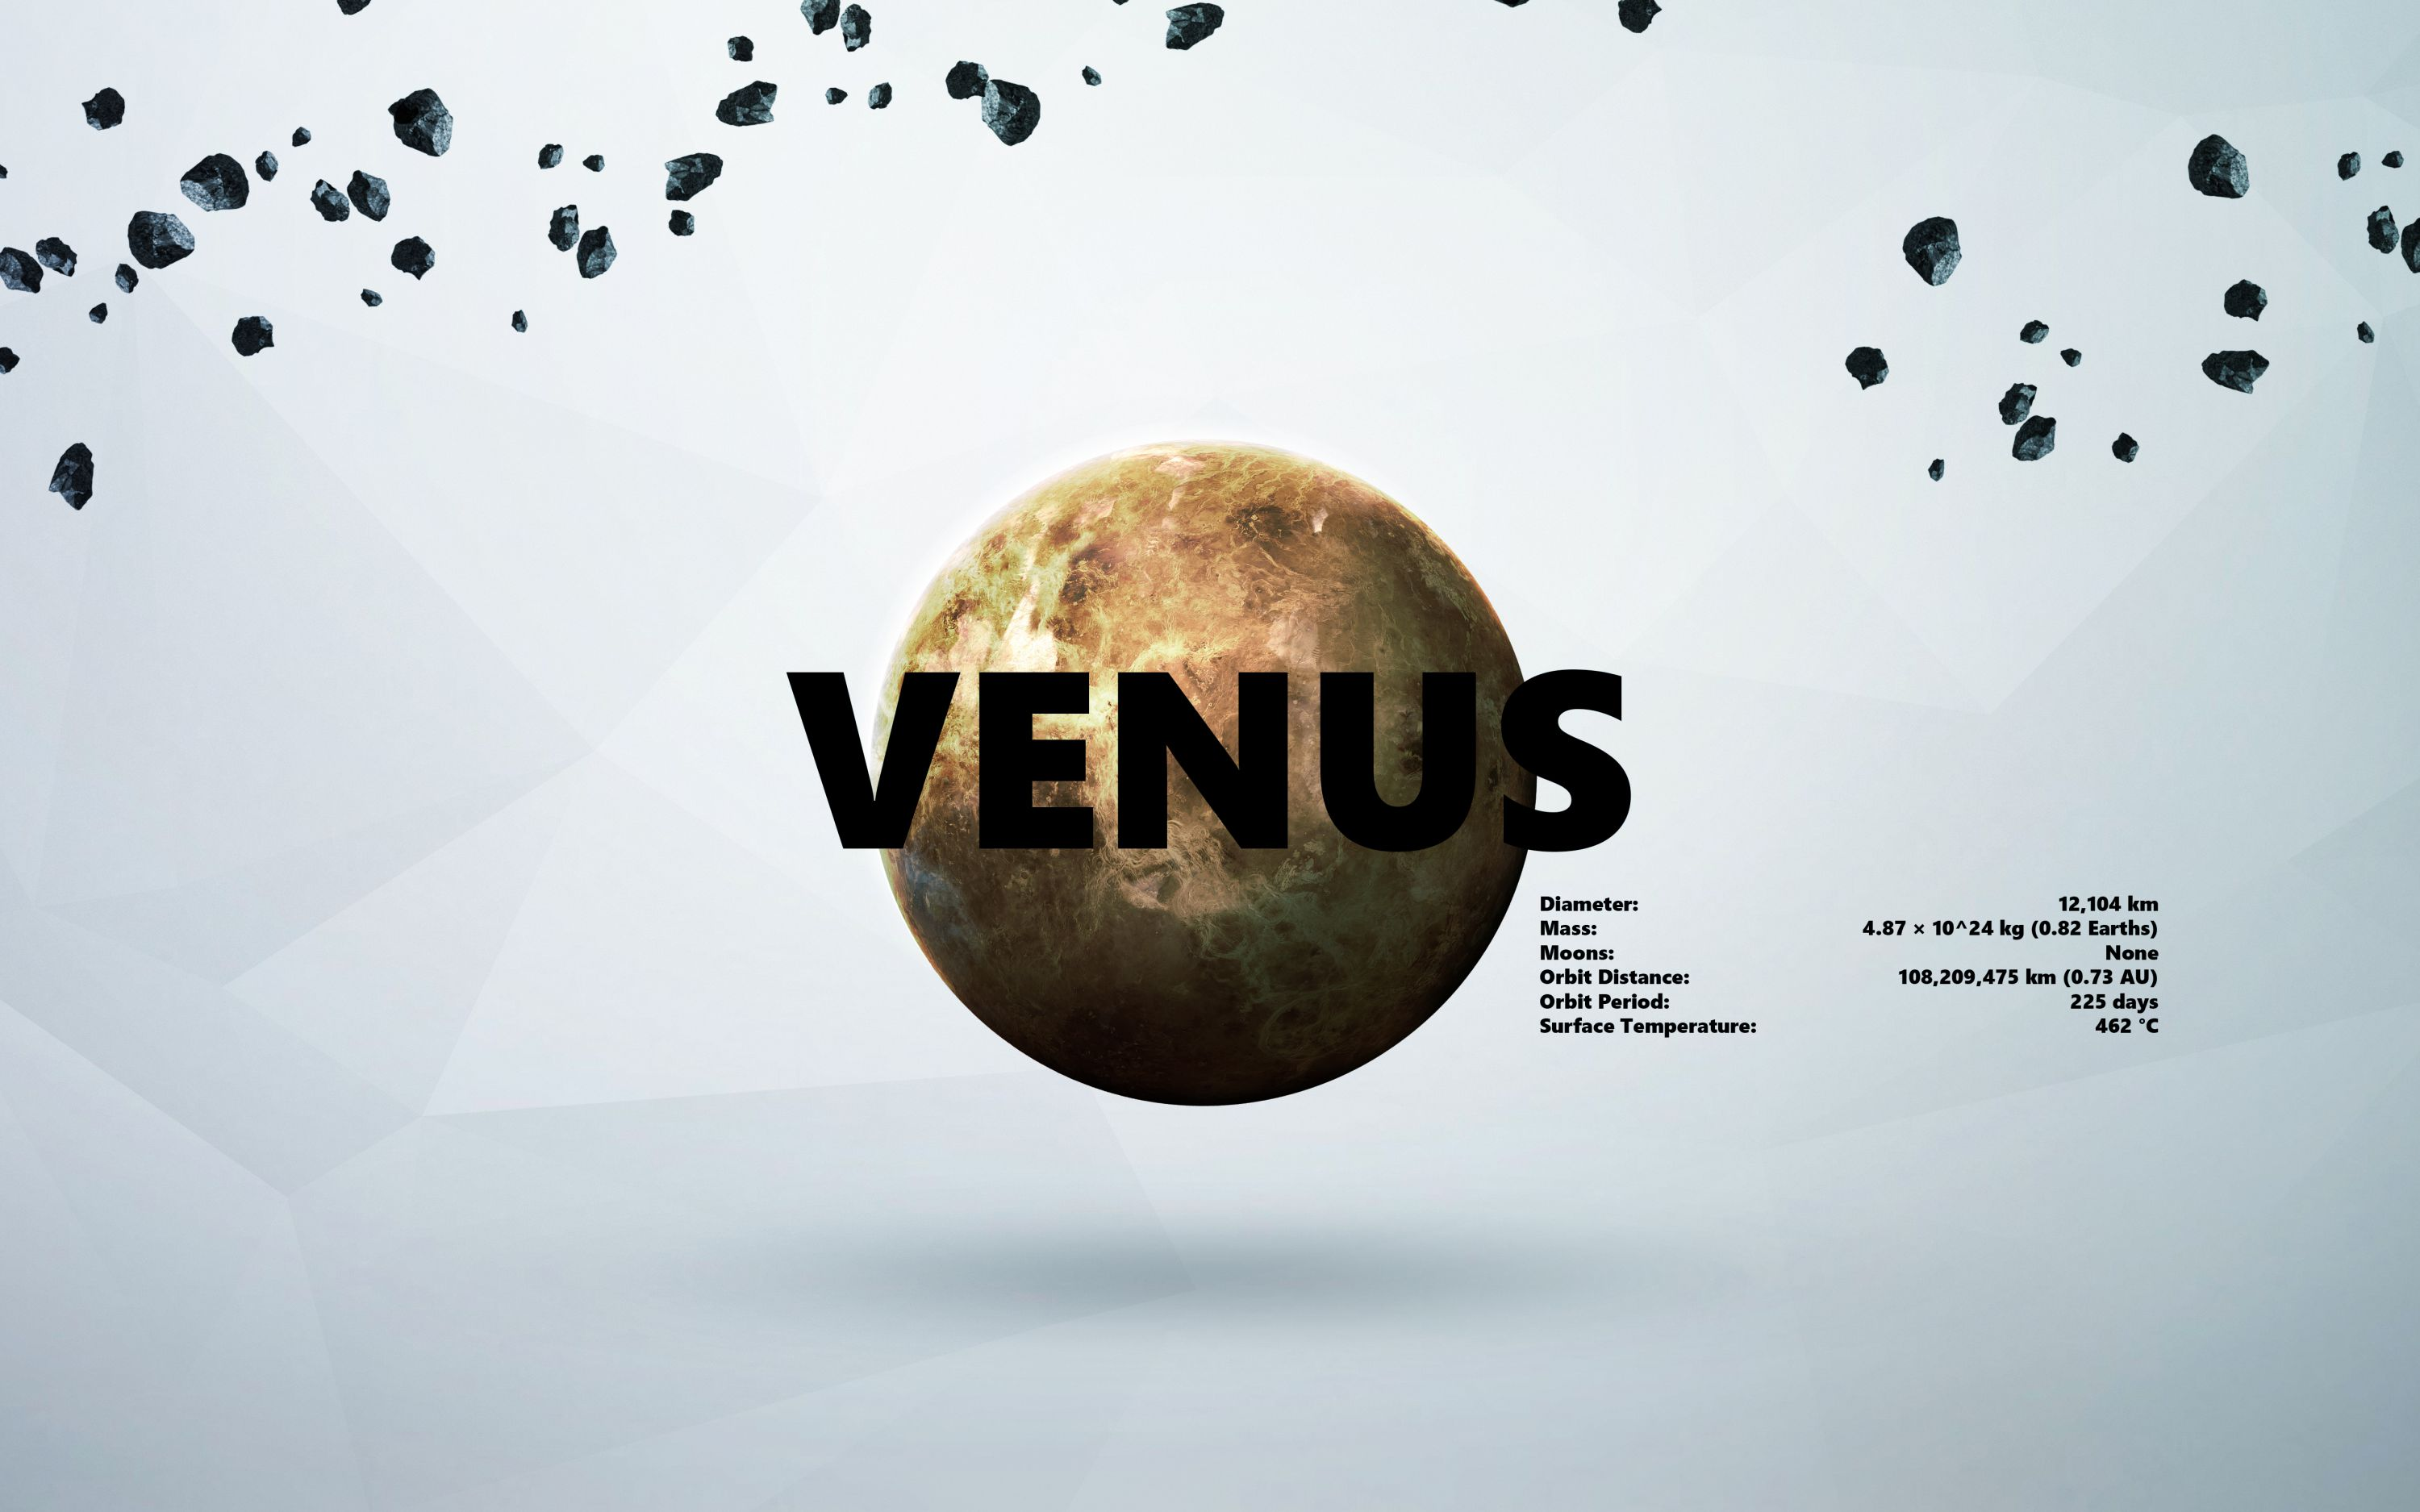 VENUS
Diameter: 12,104 km
Mass: 4.87 × 10^24 kg (0.82 Earths)
Moons: None
Orbit Distance: 108,209,475 km (0.73 AU)
Orbit Period: 225 days
Surface Temperature: 462 °C